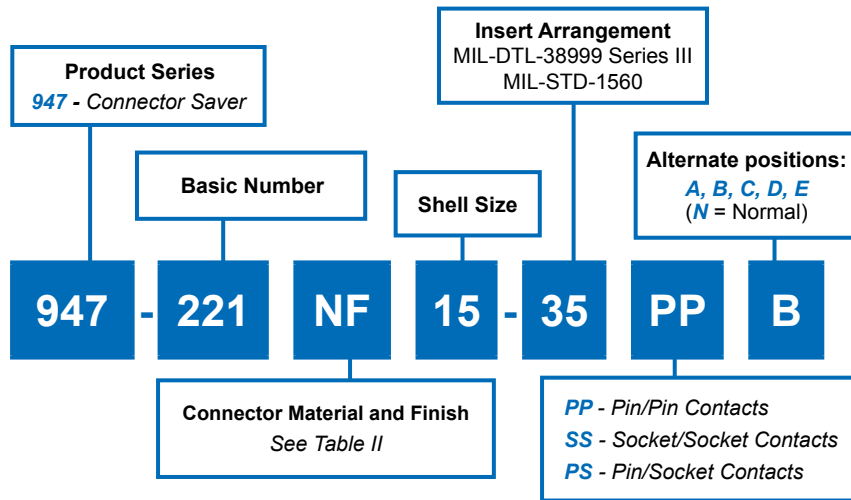 Product Series
947 - Connector Saver
Basic Number
Insert Arrangement
MIL-DTL-38999 Series III
MIL-STD-1560
Shell Size
Alternate positions:
A, B, C, D, E
(N = Normal)
947 - 221 NF 15 - 35 PP B
Connector Material and Finish
See Table II
PP - Pin/Pin Contacts
SS - Socket/Socket Contacts
PS - Pin/Socket Contacts